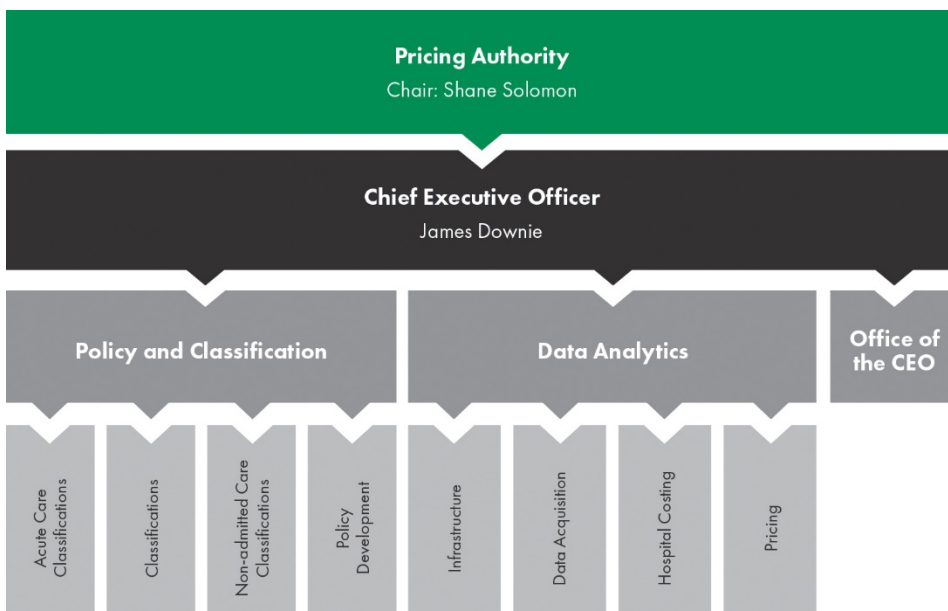 Pricing Authority
Chair: Shane Solomon
Chief Executive Officer
James Downie
Policy and Classification
Data Analytics
Office of
the CEO
Acute Care
Classifications
Classifications
Non-admitted Care
Classifications
Policy
Development
Infrastructure
Data Acquisition
Hospital Costing
Pricing